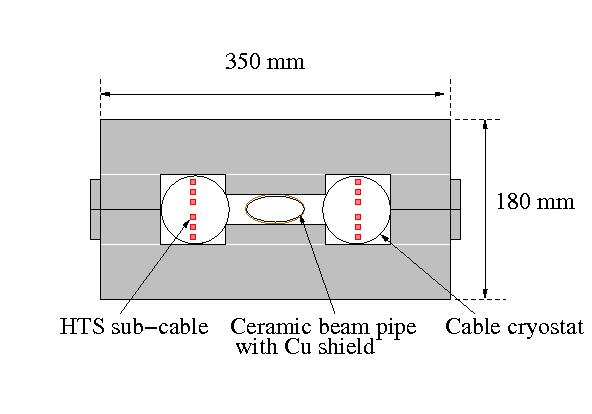 350 mm
180 mm
HTS sub−cable
Ceramic beam pipe
with Cu shield
Cable cryostat